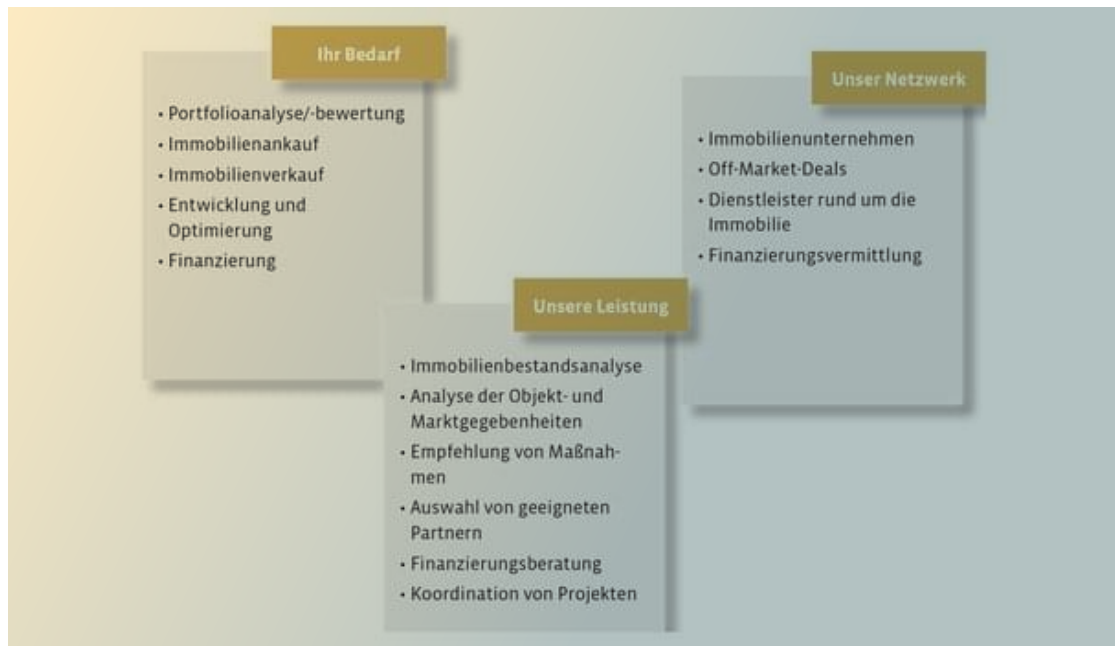 Ihr Bedarf
• Portfolioanalyse/-bewertung
• Immobilienankauf
• Immobilienverkauf
• Entwicklung und
Optimierung
• Finanzierung
Unsere Leistung
• Immobilienbestandsanalyse
• Analyse der Objekt- und
Marktgegebenheiten
• Empfehlung von Maßnah-
men
• Auswahl von geeigneten
Partnern
• Finanzierungsberatung
• Koordination von Projekten
Unser Netzwerk
• Immobilienunternehmen
• Off-Market-Deals
• Dienstleister rund um die
Immobilie
• Finanzierungsvermittlung